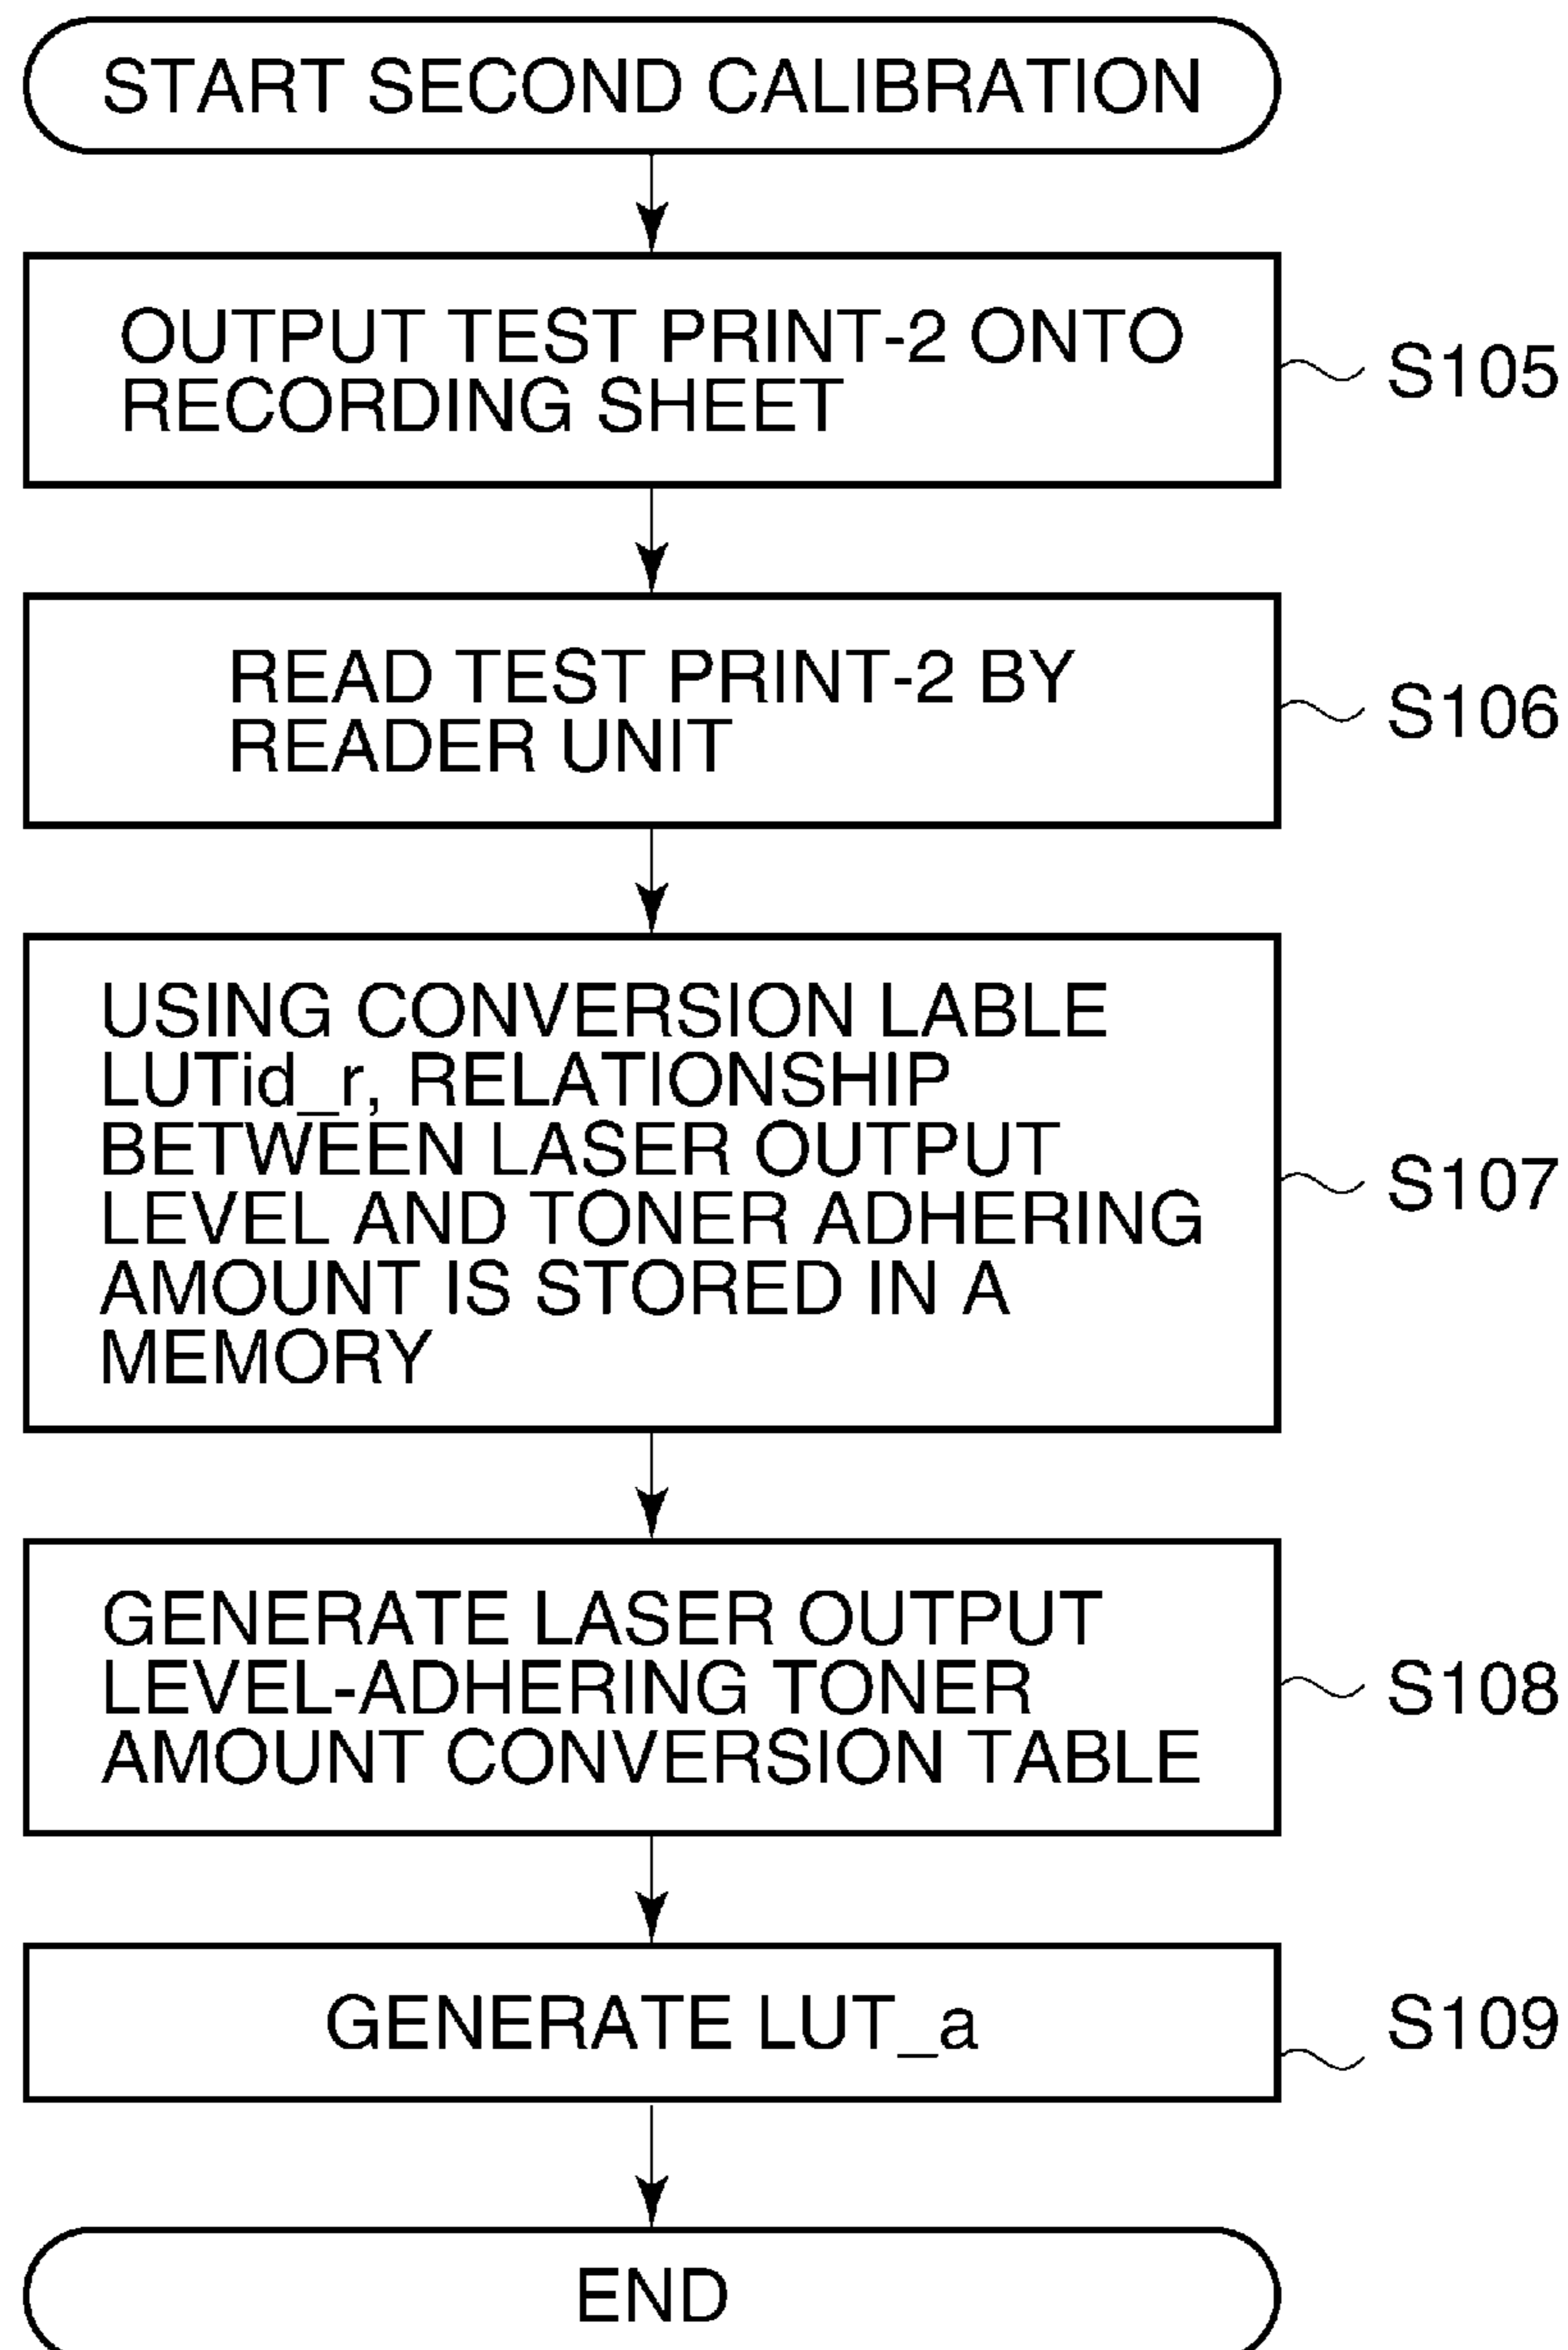 START SECOND CALIBRATION
OUTPUT TEST PRINT-2 ONTO
RECORDING SHEET
S105
READ TEST PRINT-2 BY
READER UNIT
S106
USING CONVERSION LABLE
LUTid_r, RELATIONSHIP
BETWEEN LASER OUTPUT
LEVEL AND TONER ADHERING
AMOUNT IS STORED IN A
MEMORY
S107
GENERATE LASER OUTPUT
LEVEL-ADHERING TONER
AMOUNT CONVERSION TABLE
S108
GENERATE LUT_a
S109
END